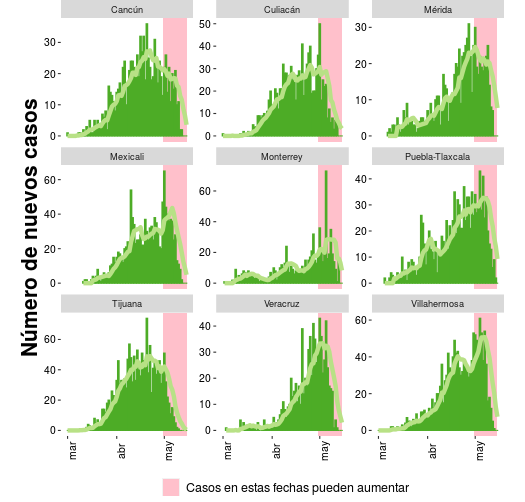 Cancún
Culiacán
Mérida
30
20
10
0
50
40
30
20
10
0
30
20
10
0
Mexicali
Monterrey
Puebla-Tlaxcala
60
40
20
0
60
40
20
0
40
30
20
10
0
Tijuana
Veracruz
Villahermosa
60
40
20
0
40
30
20
10
0
60
40
20
0
mar
abr
may
mar
abr
may
mar
abr
may
Número de nuevos casos
Casos en estas fechas pueden aumentar